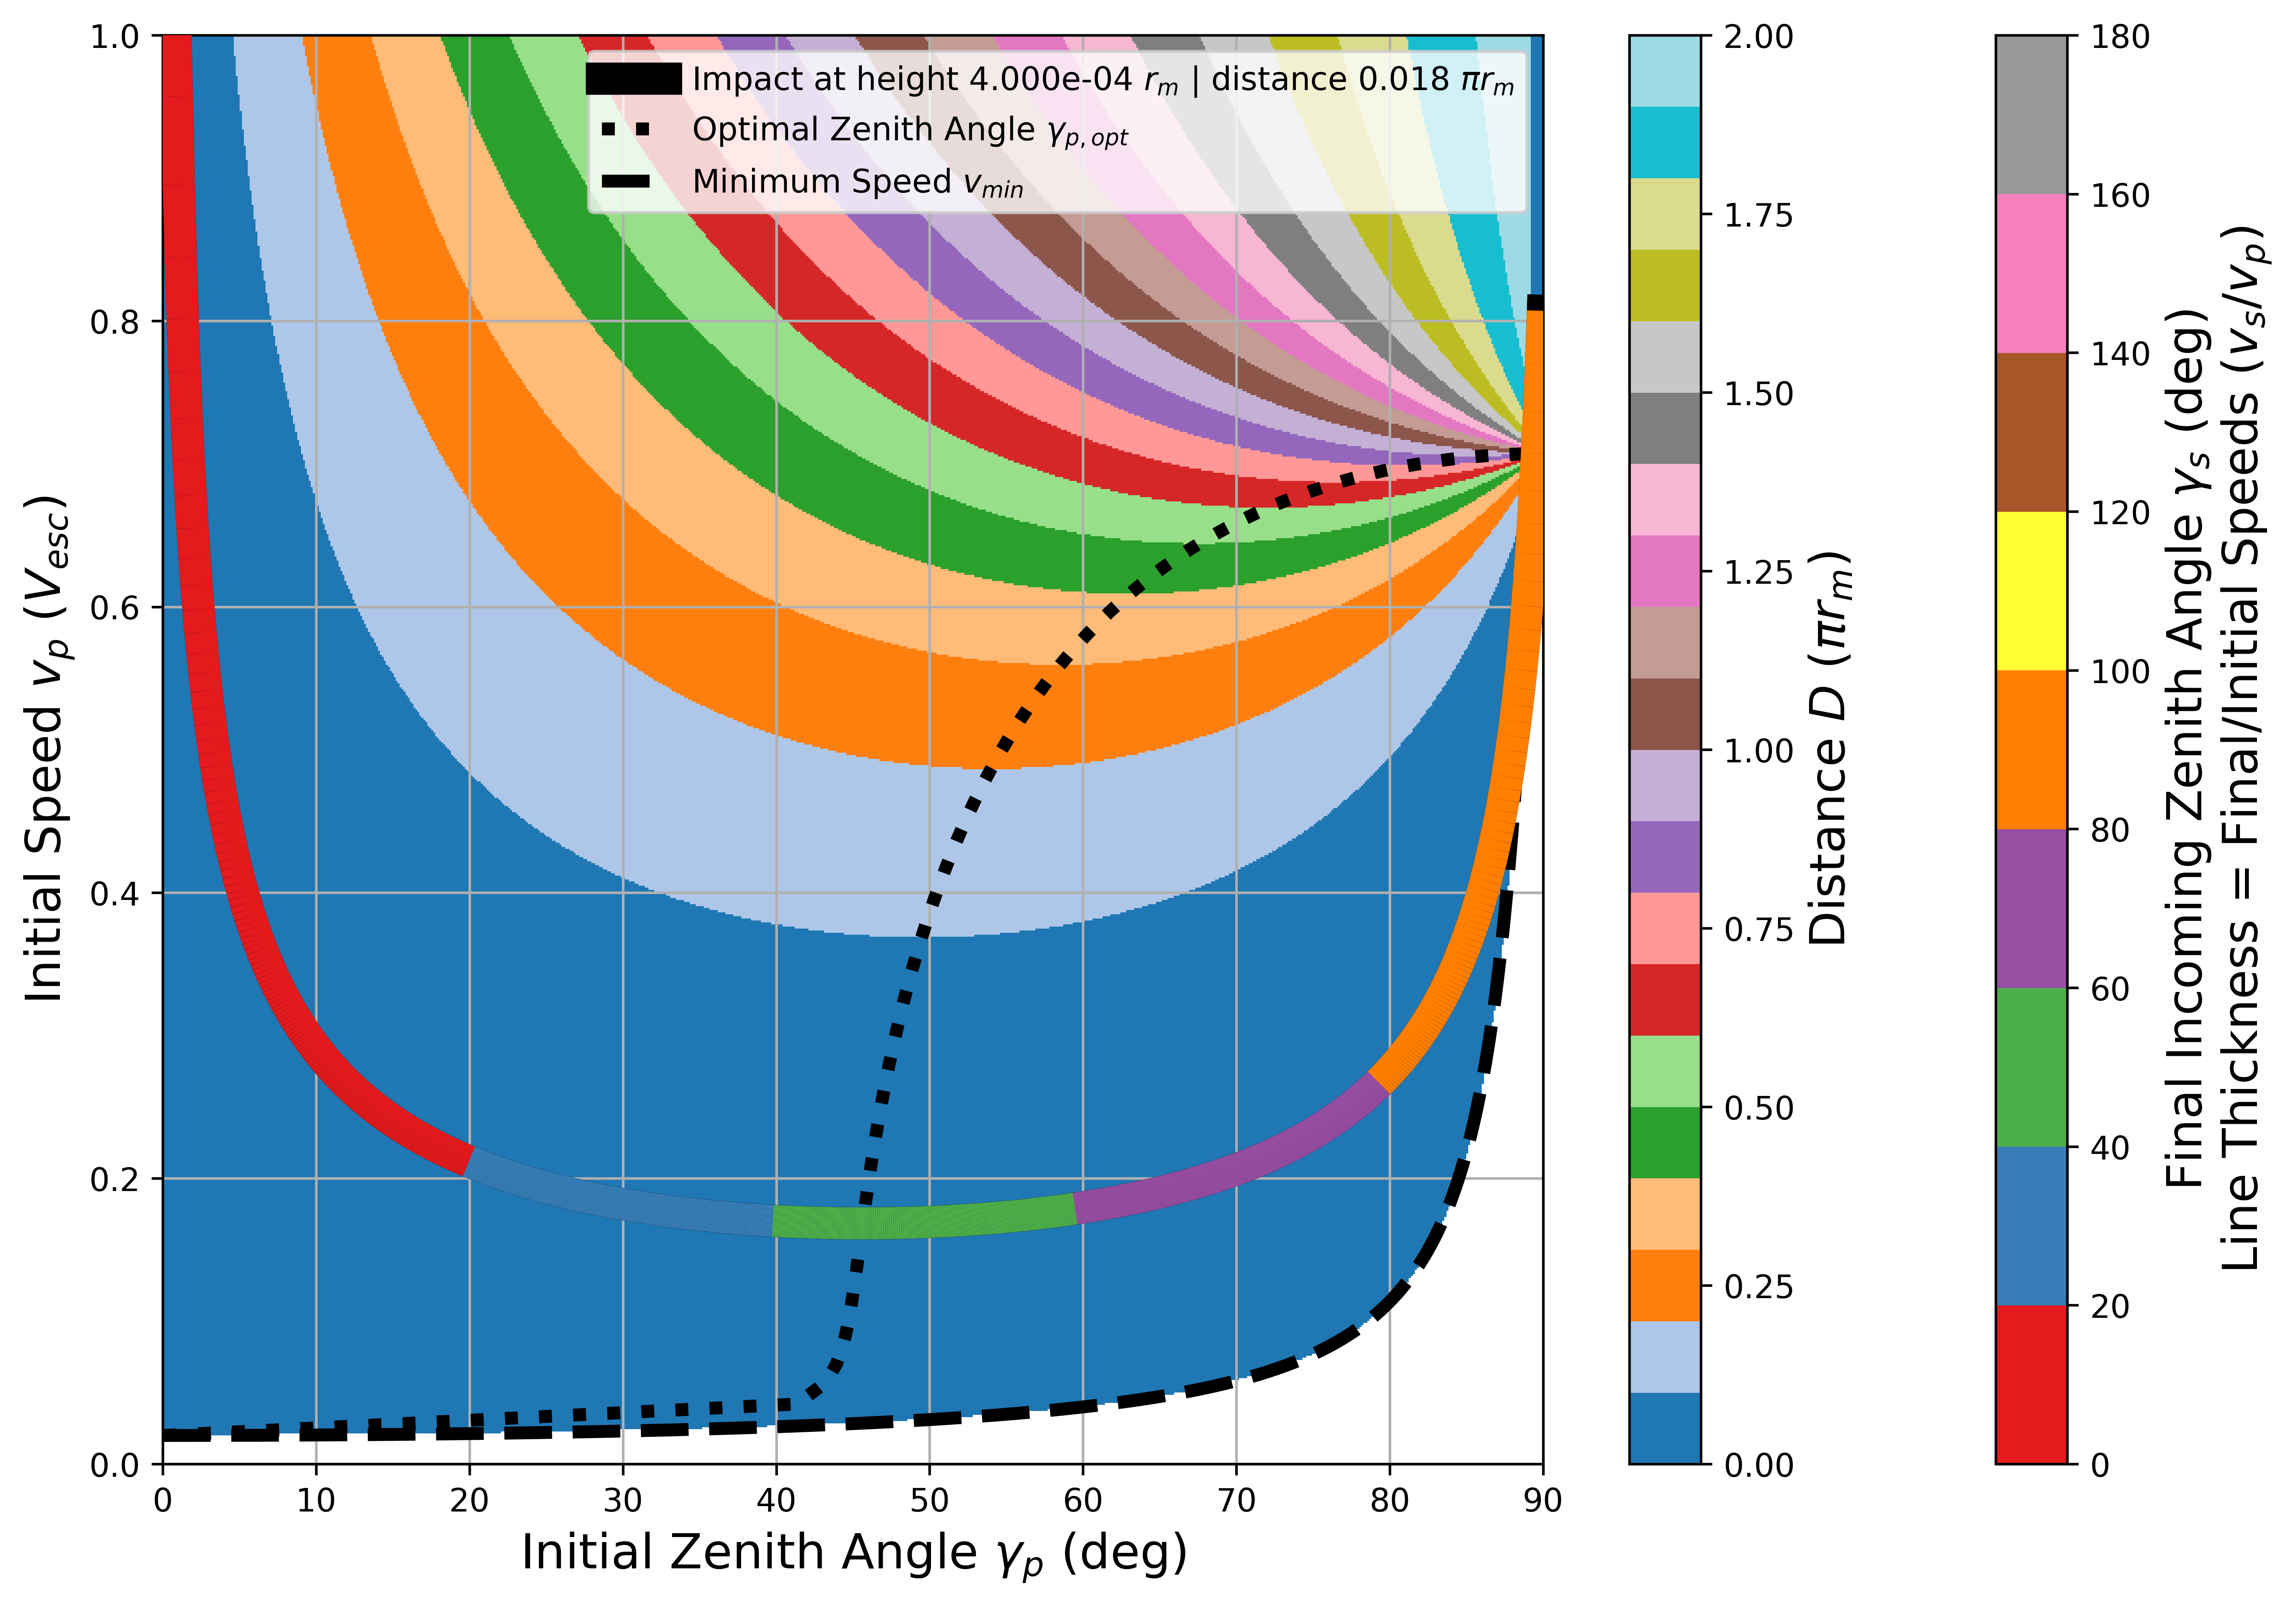 Impact at height 4.000e-04 r_m | distance 0.018 πr_m
Optimal Zenith Angle γ_p,opt
Minimum Speed v_min
1.0
0.8
0.6
0.4
0.2
0.0
Initial Speed v_p (V_esc)
0 10 20 30 40 50 60 70 80 90
Initial Zenith Angle γ_p (deg)
2.00
1.75
1.50
1.25
1.00
0.75
0.50
0.25
0.00
Distance D (πr_m)
180
160
140
120
100
80
60
40
20
0
Final Incoming Zenith Angle γ_s (deg)
Line Thickness = Final/Initial Speeds (v_s/v_p)